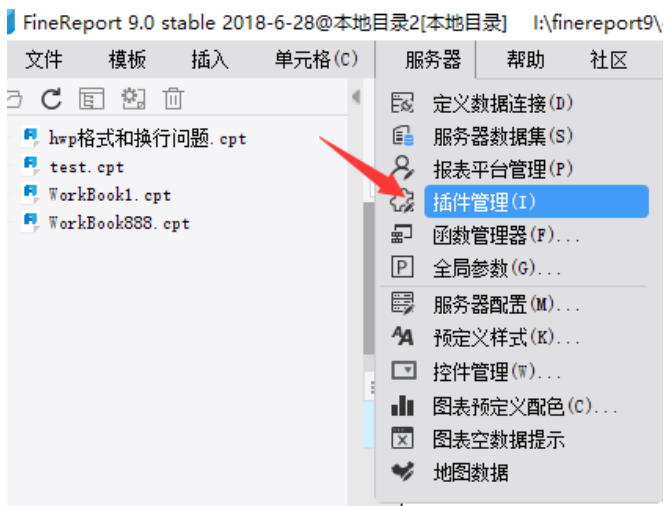 FineReport 9.0 stable 2018-6-28@本地目录2[本地目录] I:\finereport9\
文件 模板 插入 单元格(C) 服务器 帮助 社区
hwp格式和换行问题.cpt
test.cpt
WorkBook1.cpt
WorkBook888.cpt
定义数据连接(D)
服务器数据集(S)
报表平台管理(P)
插件管理(I)
函数管理器(F)...
全局参数(G)...
服务器配置(M)...
预定义样式(K)...
控件管理(W)...
图表预定义配色(C)...
图表空数据提示
地图数据